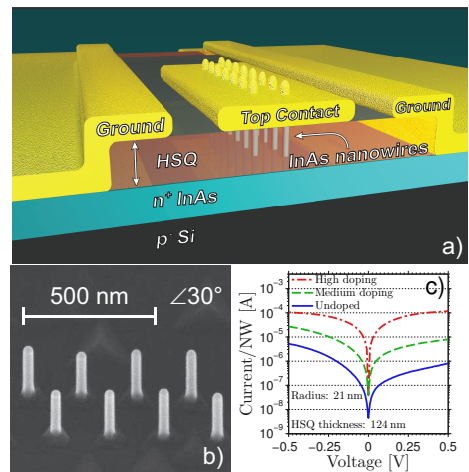 Ground
Top Contact
Ground
HSQ
InAs nanowires
n⁺ InAs
p⁻ Si
a)
500 nm
∠30°
b)
c)
High doping
Medium doping
Undoped
Current/NW [A]
10⁻³
10⁻⁴
10⁻⁵
10⁻⁶
10⁻⁷
10⁻⁸
10⁻⁹
Radius: 21 nm
HSQ thickness: 124 nm
-0.5 -0.25 0 0.25 0.5
Voltage [V]